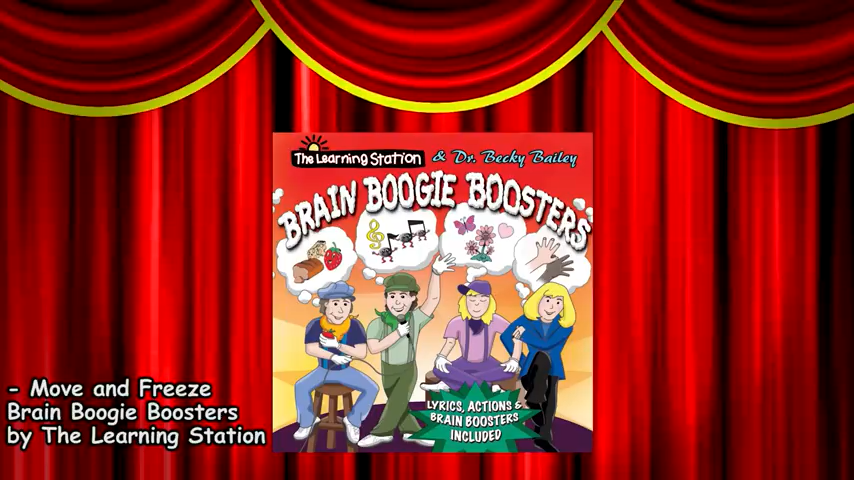 The Learning Station & Dr. Becky Bailey
BRAIN BOOGIE BOOSTERS
LYRICS, ACTIONS &
BRAIN BOOSTERS
INCLUDED
- Move and Freeze
Brain Boogie Boosters
by The Learning Station